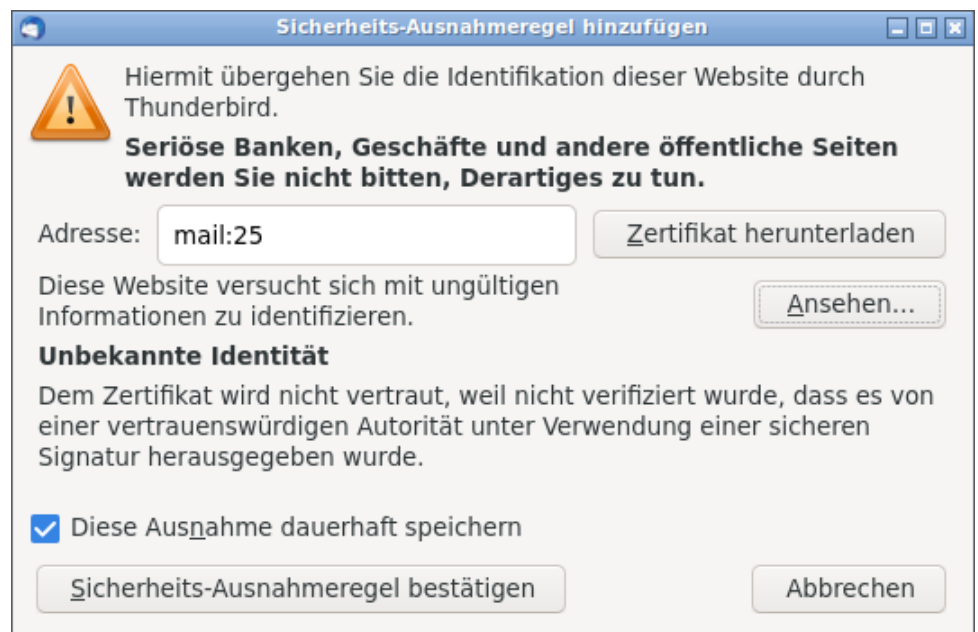 Sicherheits-Ausnahmeregel hinzufügen
Hiermit übergehen Sie die Identifikation dieser Website durch
Thunderbird.
Seriöse Banken, Geschäfte und andere öffentliche Seiten
werden Sie nicht bitten, Derartiges zu tun.
Adresse: mail:25 Zertifikat herunterladen
Diese Website versucht sich mit ungültigen
Informationen zu identifizieren.
Ansehen...
Unbekannte Identität
Dem Zertifikat wird nicht vertraut, weil nicht verifiziert wurde, dass es von
einer vertrauenswürdigen Autorität unter Verwendung einer sicheren
Signatur herausgegeben wurde.
Diese Ausnahme dauerhaft speichern
Sicherheits-Ausnahmeregel bestätigen Abbrechen